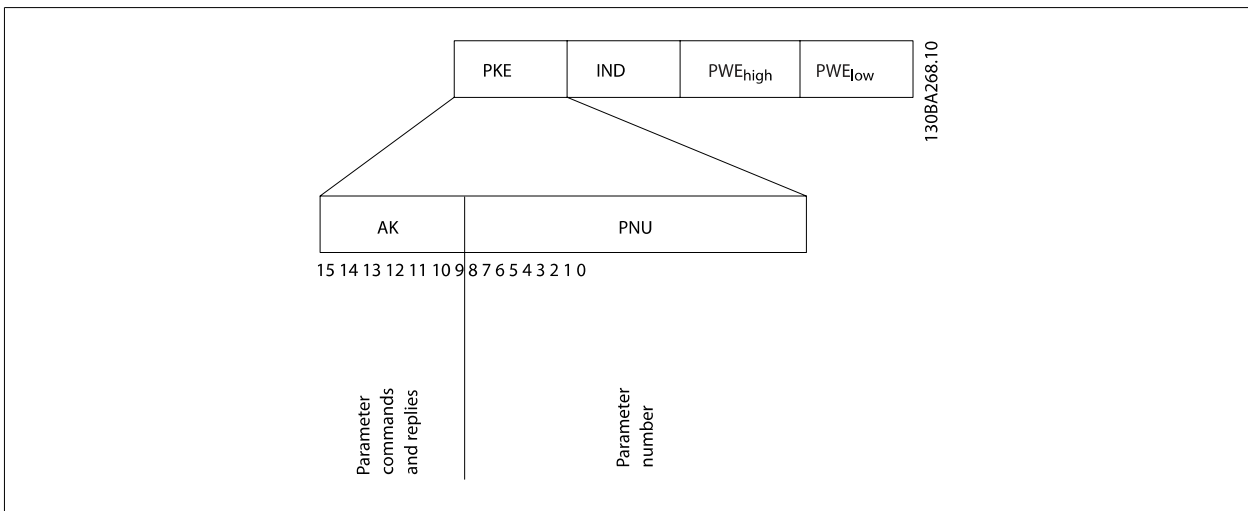 PKE IND PWEhigh PWElow
130BA268.10
AK PNU
15 14 13 12 11 10 9 8 7 6 5 4 3 2 1 0
Parameter
commands
and replies
Parameter
number